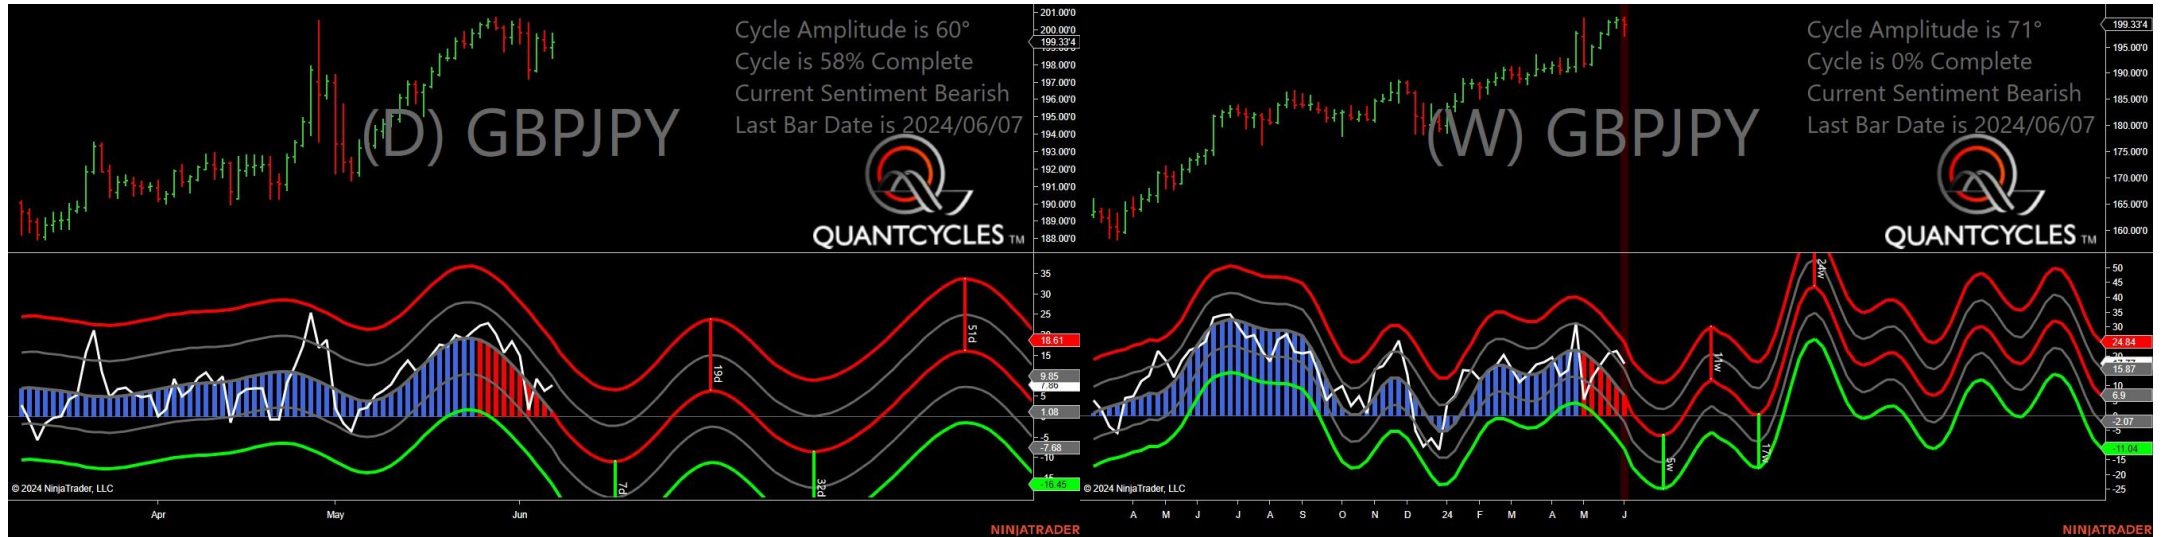 Cycle Amplitude is 60°
Cycle is 58% Complete
Current Sentiment Bearish
Last Bar Date is 2024/06/07
(D) GBPJPY
QUANTCYCLES TM
201.00'0
200.00'0
199.33'4
198.00'0
197.00'0
196.00'0
195.00'0
194.00'0
193.00'0
192.00'0
191.00'0
190.00'0
189.00'0
188.00'0
35
30
25
18.61
15
9.85
7.86
5
1.08
-5
-7.68
-10
-16.45
7d
19d
32d
51d
© 2024 NinjaTrader, LLC
Apr May Jun
NINJATRADER
Cycle Amplitude is 71°
Cycle is 0% Complete
Current Sentiment Bearish
Last Bar Date is 2024/06/07
(W) GBPJPY
QUANTCYCLES TM
199.33'4
195.00'0
190.00'0
185.00'0
180.00'0
175.00'0
170.00'0
165.00'0
160.00'0
50
45
40
35
30
24.84
15.87
10
6.9
-2.07
-5
-11.04
-15
-20
-25
5w
11w
17w
24w
© 2024 NinjaTrader, LLC
A M J J A S O N D 24 F M A M J
NINJATRADER